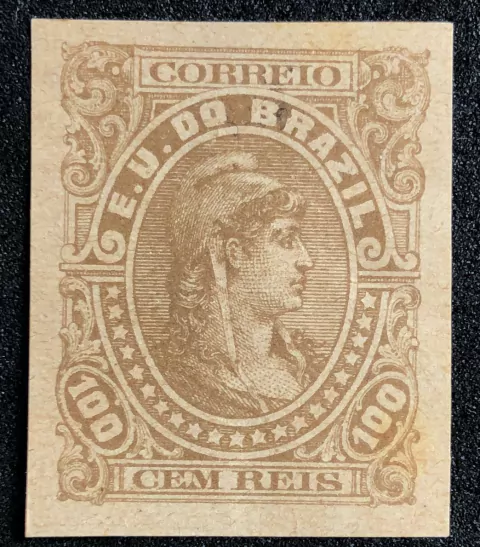 CORREIO
E. U. DO BRAZIL
100 100
CEM REIS